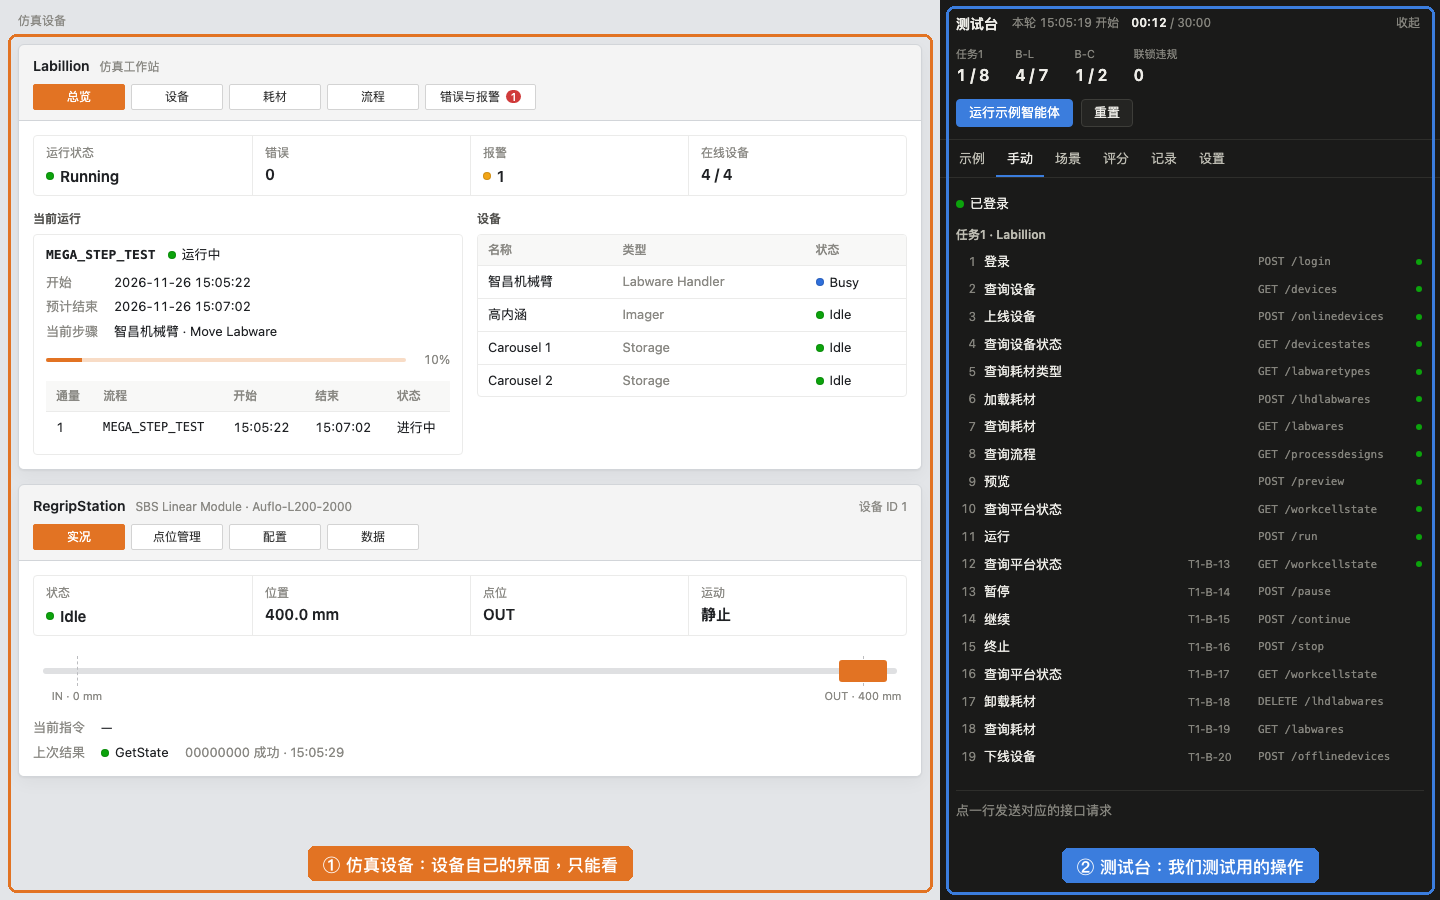 仿真设备
Labillion 仿真工作站
总览 设备 耗材 流程 错误与报警 1
运行状态 错误 报警 在线设备
Running 0 1 4 / 4
当前运行
MEGA_STEP_TEST 运行中
开始 2026-11-26 15:05:22
预计结束 2026-11-26 15:07:02
当前步骤 智昌机械臂 · Move Labware
10%
通量 流程 开始 结束 状态
1 MEGA_STEP_TEST 15:05:22 15:07:02 进行中
设备
名称 类型 状态
智昌机械臂 Labware Handler Busy
高内涵 Imager Idle
Carousel 1 Storage Idle
Carousel 2 Storage Idle
RegripStation SBS Linear Module · Auflo-L200-2000 设备 ID 1
实况 点位管理 配置 数据
状态 位置 点位 运动
Idle 400.0 mm OUT 静止
IN · 0 mm OUT · 400 mm
当前指令 —
上次结果 GetState 00000000 成功 · 15:05:29
① 仿真设备：设备自己的界面，只能看
测试台 本轮 15:05:19 开始 00:12 / 30:00 收起
任务1 B-L B-C 联锁违规
1 / 8 4 / 7 1 / 2 0
运行示例智能体 重置
示例 手动 场景 评分 记录 设置
已登录
任务1 · Labillion
1 登录 POST /login
2 查询设备 GET /devices
3 上线设备 POST /onlinedevices
4 查询设备状态 GET /devicestates
5 查询耗材类型 GET /labwaretypes
6 加载耗材 POST /lhdlabwares
7 查询耗材 GET /labwares
8 查询流程 GET /processdesigns
9 预览 POST /preview
10 查询平台状态 GET /workcellstate
11 运行 POST /run
12 查询平台状态 T1-B-13 GET /workcellstate
13 暂停 T1-B-14 POST /pause
14 继续 T1-B-15 POST /continue
15 终止 T1-B-16 POST /stop
16 查询平台状态 T1-B-17 GET /workcellstate
17 卸载耗材 T1-B-18 DELETE /lhdlabwares
18 查询耗材 T1-B-19 GET /labwares
19 下线设备 T1-B-20 POST /offlinedevices
点一行发送对应的接口请求
② 测试台：我们测试用的操作